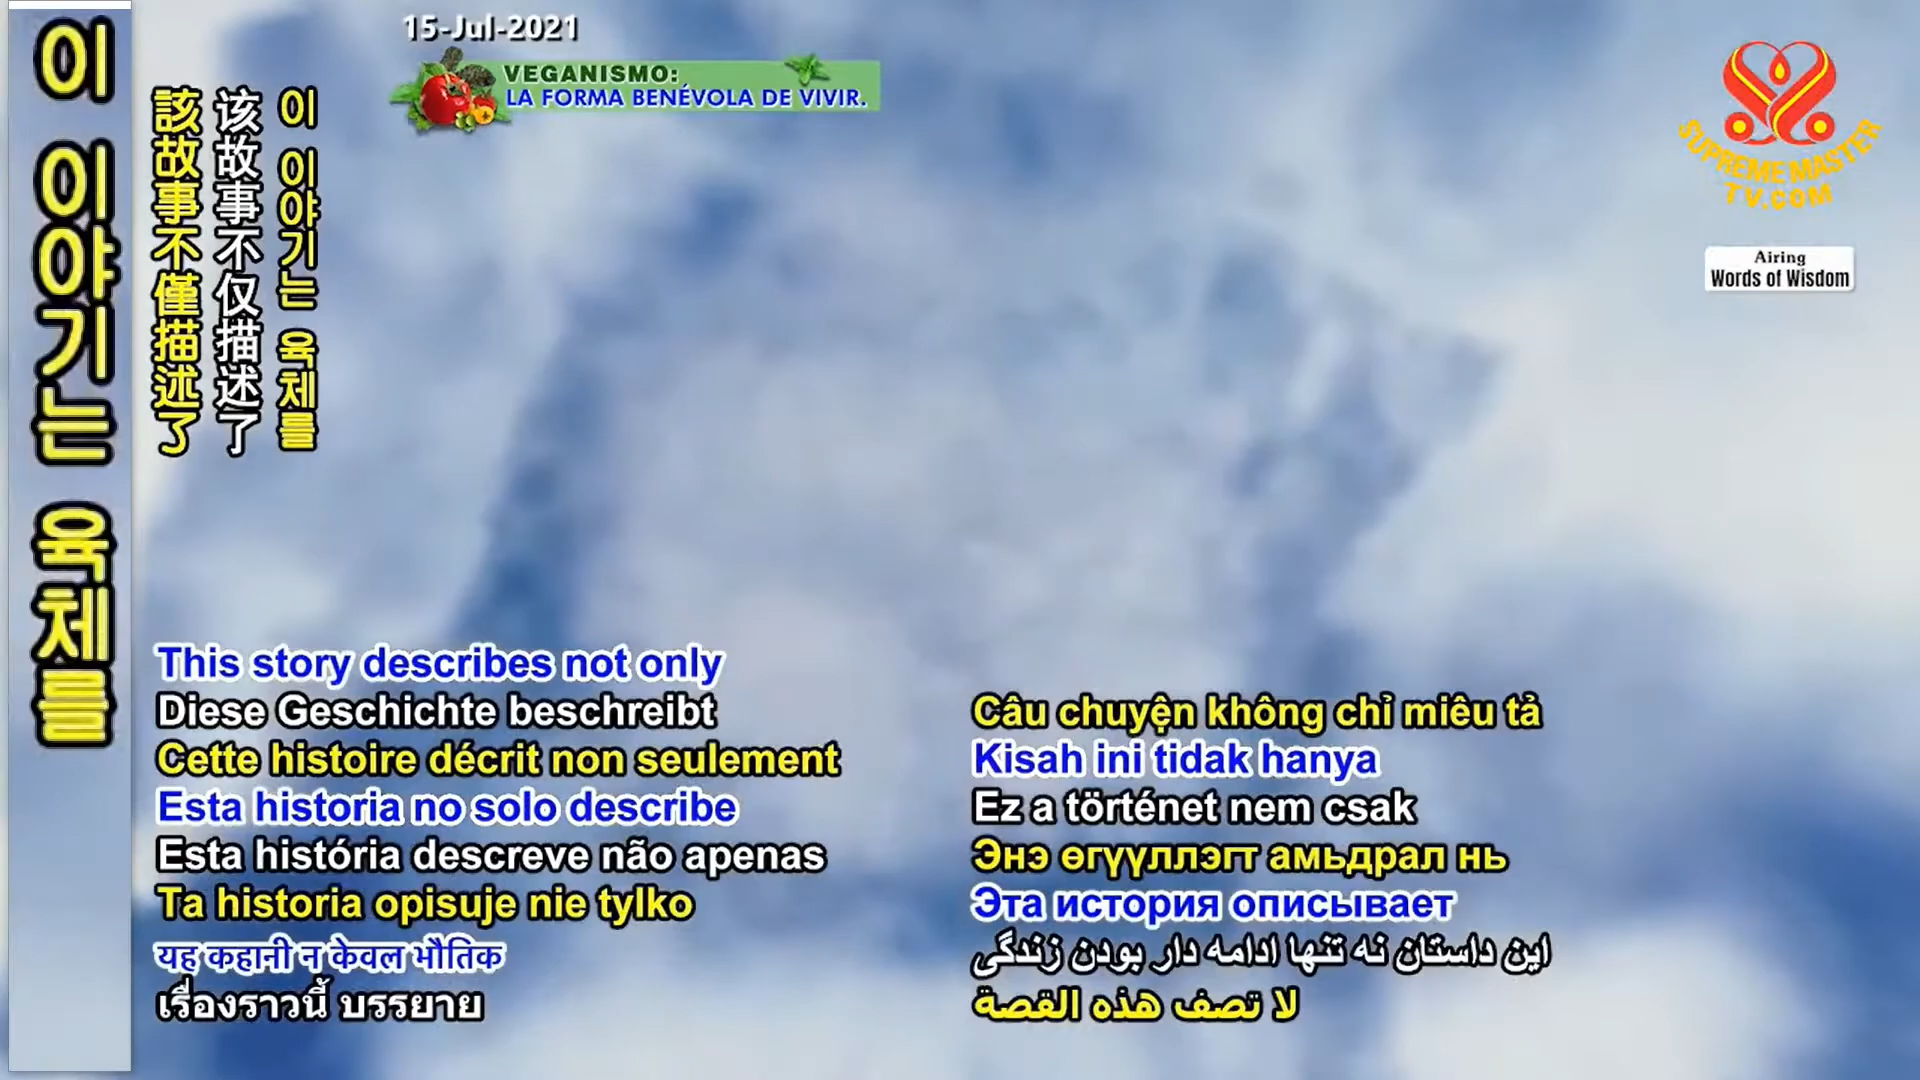 이 이야기는 육체를
該故事不僅描述了
该故事不仅描述了
이 이야기는 육체를
15-Jul-2021
VEGANISMO:
LA FORMA BENÉVOLA DE VIVIR.
SUPREME MASTER
TV.COM
Airing
Words of Wisdom
This story describes not only
Diese Geschichte beschreibt
Cette histoire décrit non seulement
Esta historia no solo describe
Esta história descreve não apenas
Ta historia opisuje nie tylko
यह कहानी न केवल भौतिक
เรื่องราวนี้ บรรยาย
Câu chuyện không chỉ miêu tả
Kisah ini tidak hanya
Ez a történet nem csak
Энэ өгүүллэгт амьдрал нь
Эта история описывает
این داستان نه تنها ادامه دار بودن زندگی
لا تصف هذه القصة